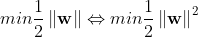 min 1/2 ‖w‖ ⇔ min 1/2 ‖w‖²